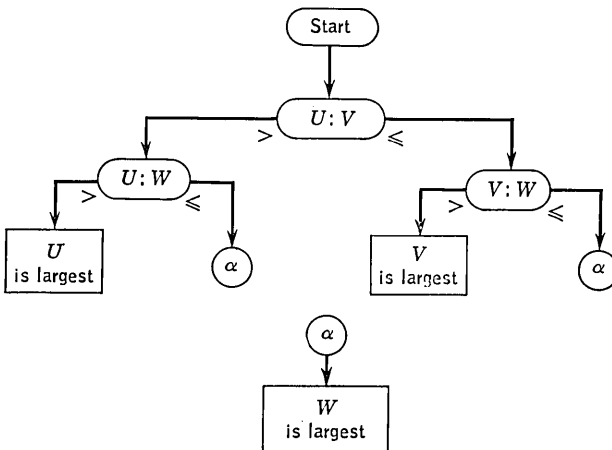 Start
U : V
> ⩽
U : W
> ⩽
V : W
> ⩽
U
is largest
α
V
is largest
α
α
W
is largest